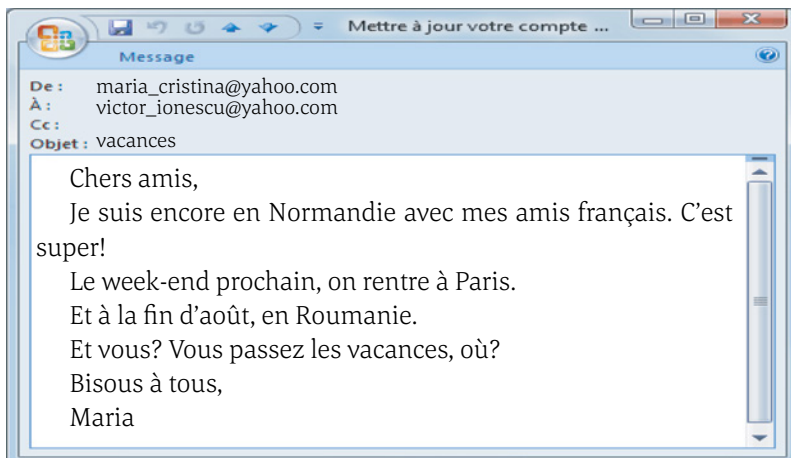 Mettre à jour votre compte ...
Message
De : maria_cristina@yahoo.com
À : victor_ionescu@yahoo.com
Cc :
Objet : vacances
Chers amis,
Je suis encore en Normandie avec mes amis français. C'est
super!
Le week-end prochain, on rentre à Paris.
Et à la fin d'août, en Roumanie.
Et vous? Vous passez les vacances, où?
Bisous à tous,
Maria